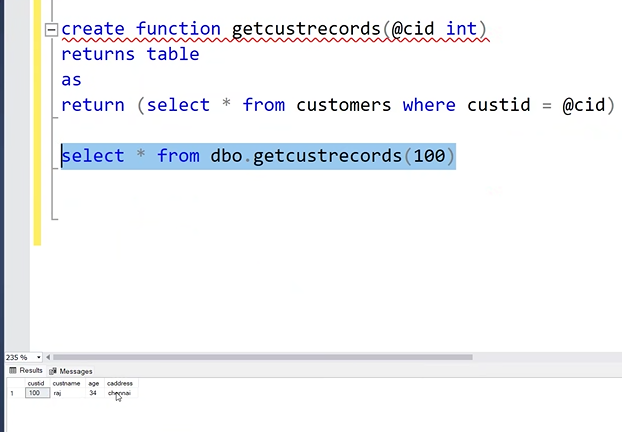 create function getcustrecords(@cid int)
returns table
as
return (select * from customers where custid = @cid)
select * from dbo.getcustrecords(100)
235 %
Results Messages
custid custname age caddress
1 100 raj 34 chennai